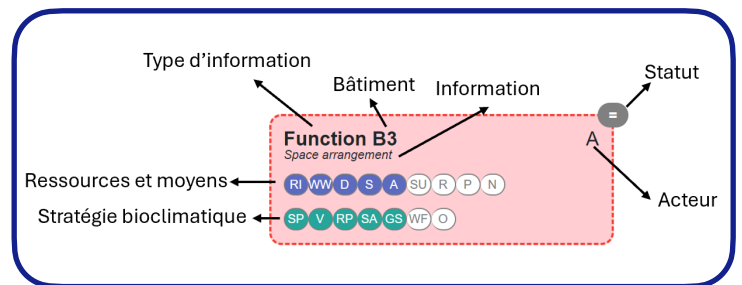 Type d’information
Bâtiment
Information
Statut
=
Function B3
A
Space arrangement
Ressources et moyens
RI WW D S A SU R P N
Acteur
Stratégie bioclimatique
SP V RP SA GS WF O